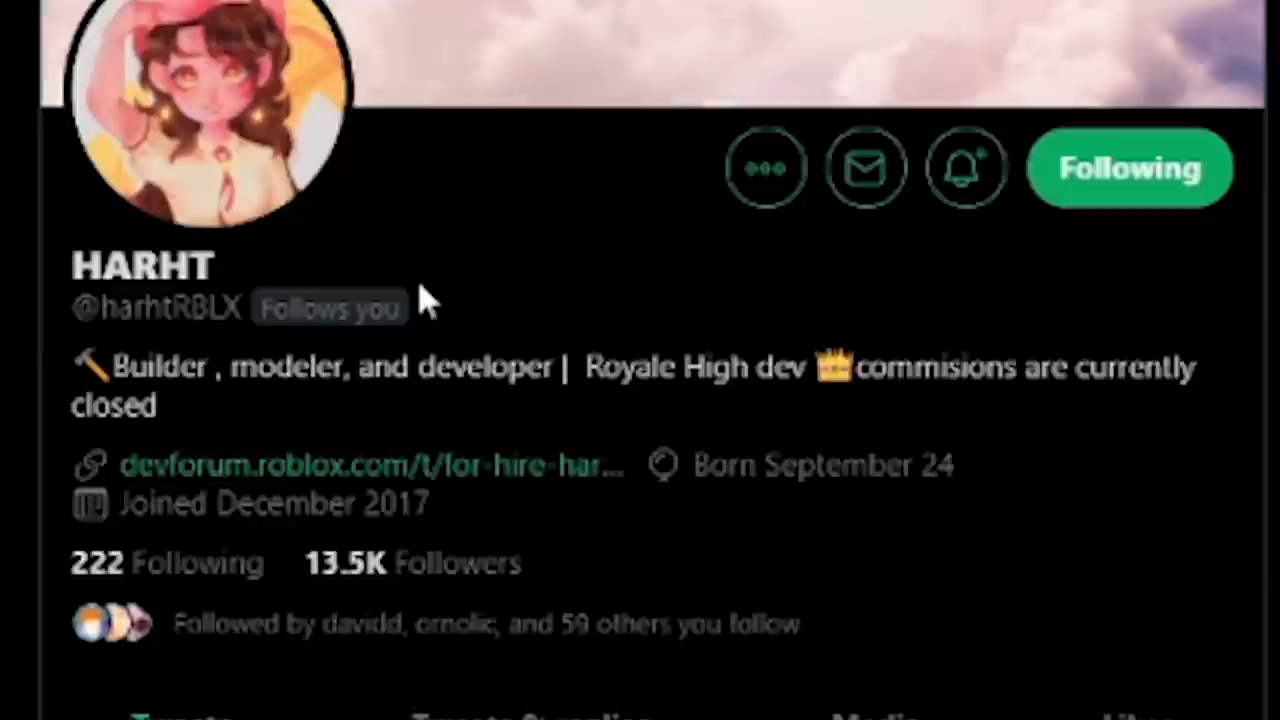 Following
HARHT
@harhtRBLX Follows you
🔨Builder , modeler, and developer | Royale High dev 👑commisions are currently
closed
devforum.roblox.com/t/for-hire-har... Born September 24
Joined December 2017
222 Following 13.5K Followers
Followed by davidd, ornolic, and 59 others you follow